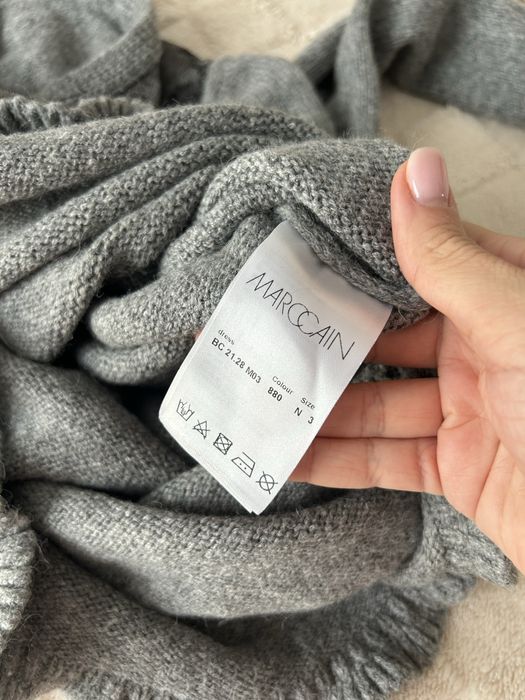 MARCCAIN
dress
Colour Size
BC 21.28 M03 880 N 3